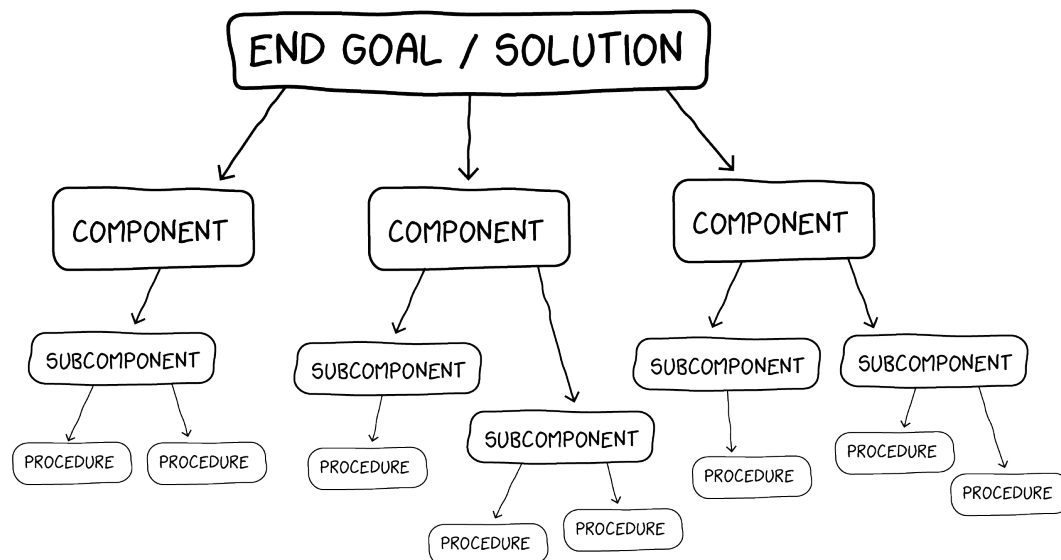 END GOAL / SOLUTION
COMPONENT
COMPONENT
COMPONENT
SUBCOMPONENT
SUBCOMPONENT
SUBCOMPONENT
SUBCOMPONENT
SUBCOMPONENT
PROCEDURE
PROCEDURE
PROCEDURE
PROCEDURE
PROCEDURE
PROCEDURE
PROCEDURE
PROCEDURE